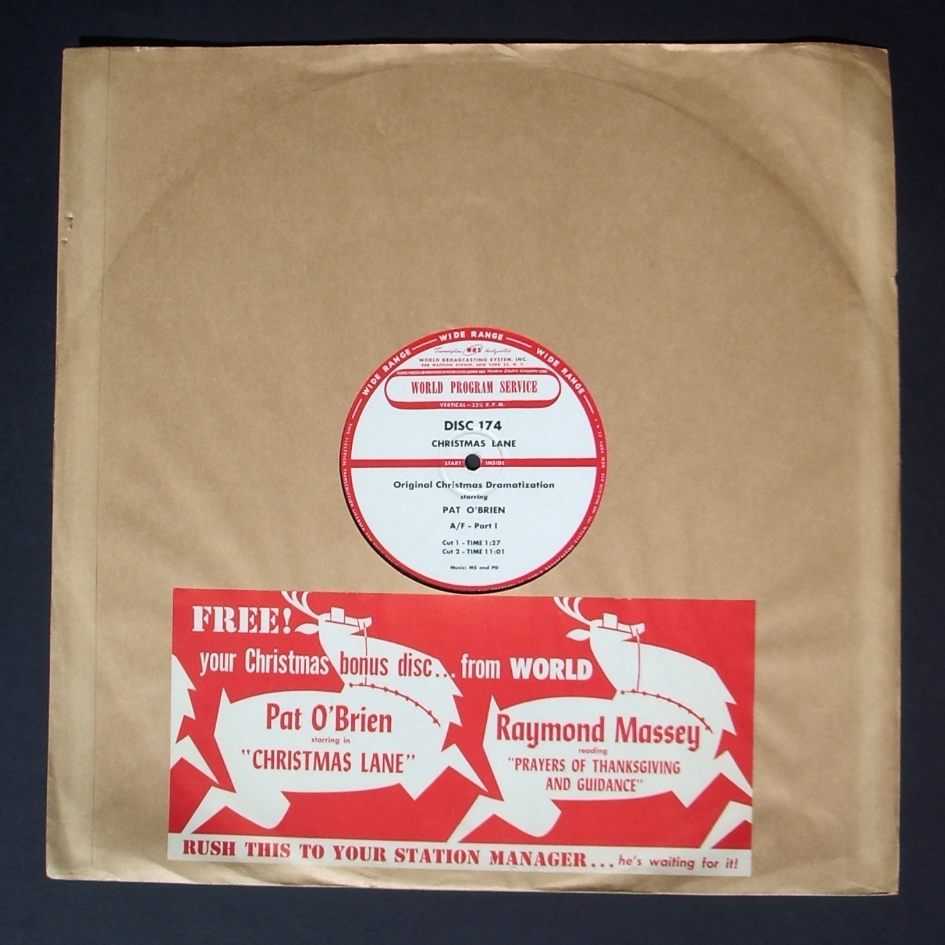 WIDE RANGE — WIDE RANGE — WIDE RANGE
WORLD BROADCASTING SYSTEM, INC.
WORLD PROGRAM SERVICE
VERTICAL—33⅓ R.P.M.
DISC 174
CHRISTMAS LANE
START INSIDE
Original Christmas Dramatization
starring
PAT O'BRIEN
A/F - Part I
Cut 1 - TIME 1:27
Cut 2 - TIME 11:01
Music: MS and PD
FREE!
your Christmas bonus disc... from WORLD
Pat O'Brien
starring in
"CHRISTMAS LANE"
Raymond Massey
reading
"PRAYERS OF THANKSGIVING
AND GUIDANCE"
RUSH THIS TO YOUR STATION MANAGER... he's waiting for it!